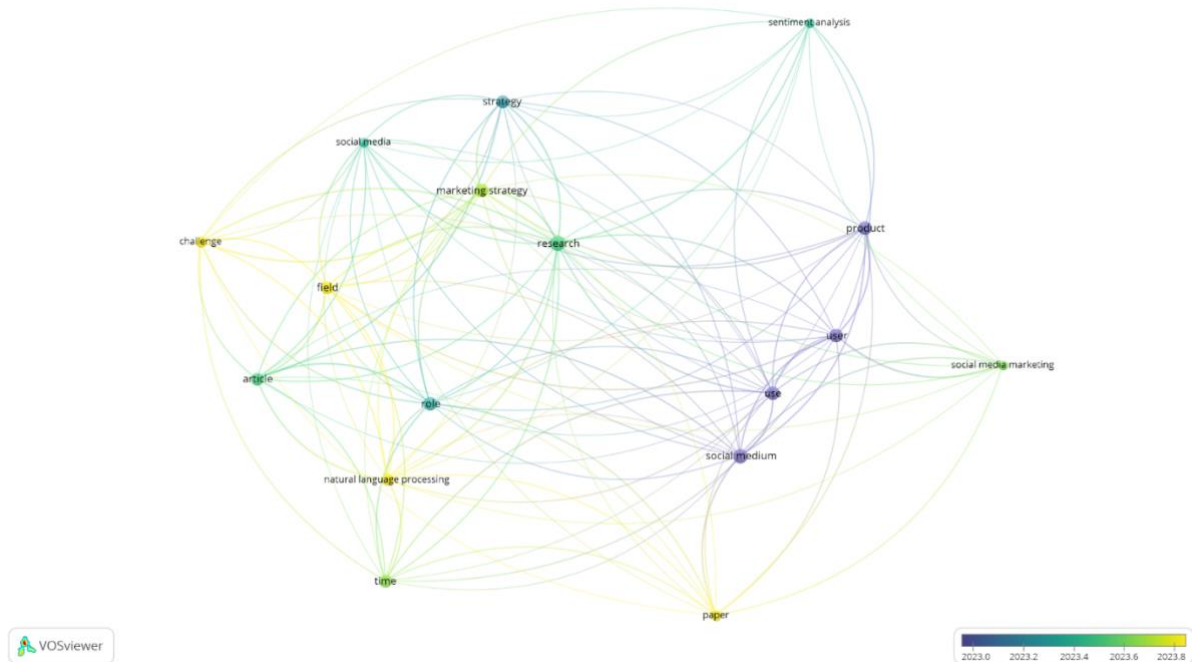 sentiment analysis
strategy
social media
marketing strategy
product
challenge
research
field
user
social media marketing
article
use
role
social medium
natural language processing
time
paper
VOSviewer
2023.0 2023.2 2023.4 2023.6 2023.8